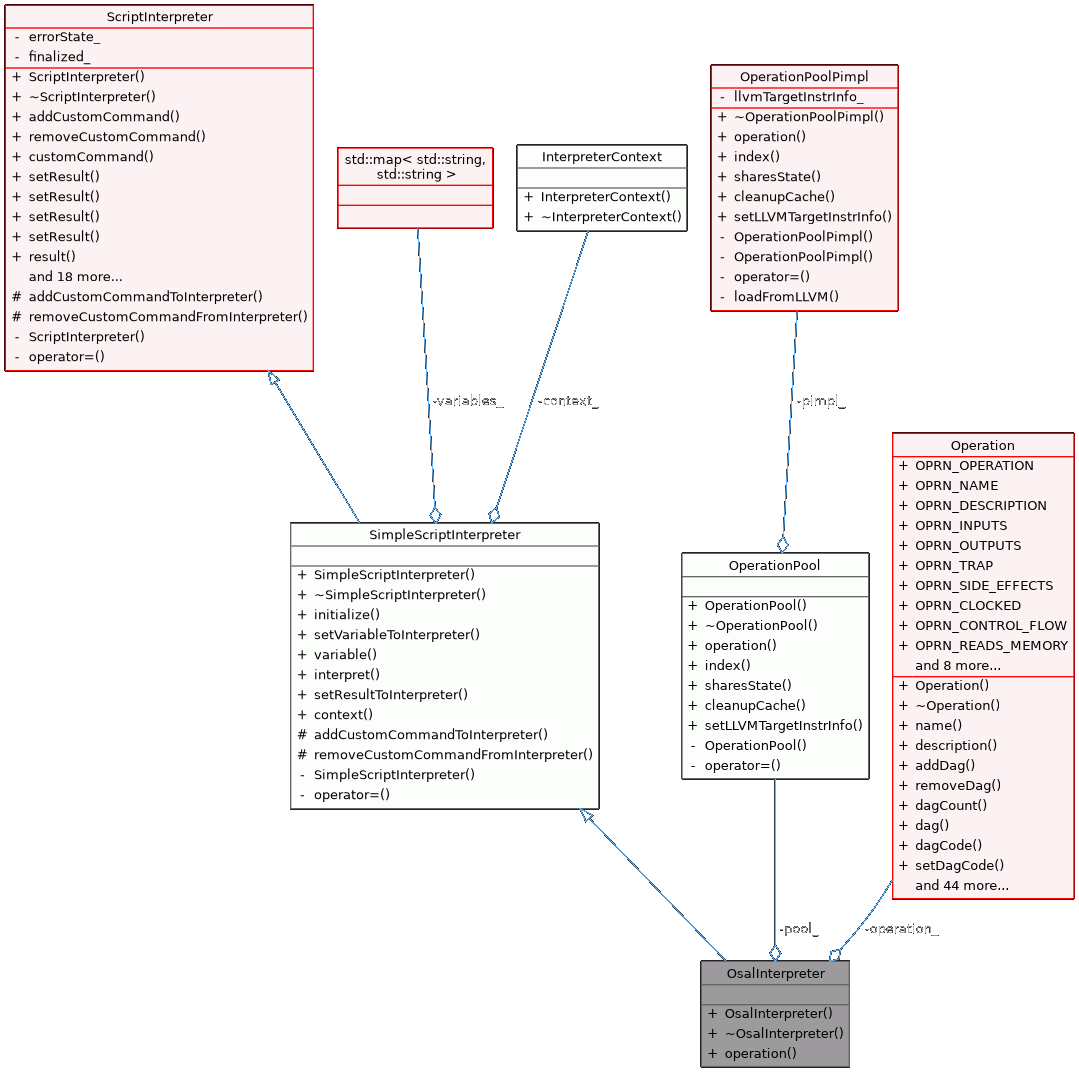 ScriptInterpreter
- errorState_
- finalized_
+ ScriptInterpreter()
+ ~ScriptInterpreter()
+ addCustomCommand()
+ removeCustomCommand()
+ customCommand()
+ setResult()
+ setResult()
+ setResult()
+ setResult()
+ result()
and 18 more...
# addCustomCommandToInterpreter()
# removeCustomCommandFromInterpreter()
- ScriptInterpreter()
- operator=()
std::map< std::string,
std::string >
InterpreterContext
+ InterpreterContext()
+ ~InterpreterContext()
OperationPoolPimpl
- llvmTargetInstrInfo_
+ ~OperationPoolPimpl()
+ operation()
+ index()
+ sharesState()
+ cleanupCache()
+ setLLVMTargetInstrInfo()
- OperationPoolPimpl()
- OperationPoolPimpl()
- operator=()
- loadFromLLVM()
-variables_
-context_
-pimpl_
Operation
+ OPRN_OPERATION
+ OPRN_NAME
+ OPRN_DESCRIPTION
+ OPRN_INPUTS
+ OPRN_OUTPUTS
+ OPRN_TRAP
+ OPRN_SIDE_EFFECTS
+ OPRN_CLOCKED
+ OPRN_CONTROL_FLOW
+ OPRN_READS_MEMORY
and 8 more...
+ Operation()
+ ~Operation()
+ name()
+ description()
+ addDag()
+ removeDag()
+ dagCount()
+ dag()
+ dagCode()
+ setDagCode()
and 44 more...
SimpleScriptInterpreter
+ SimpleScriptInterpreter()
+ ~SimpleScriptInterpreter()
+ initialize()
+ setVariableToInterpreter()
+ variable()
+ interpret()
+ setResultToInterpreter()
+ context()
# addCustomCommandToInterpreter()
# removeCustomCommandFromInterpreter()
- SimpleScriptInterpreter()
- operator=()
OperationPool
+ OperationPool()
+ ~OperationPool()
+ operation()
+ index()
+ sharesState()
+ cleanupCache()
+ setLLVMTargetInstrInfo()
- OperationPool()
- operator=()
-pool_
-operation_
OsalInterpreter
+ OsalInterpreter()
+ ~OsalInterpreter()
+ operation()